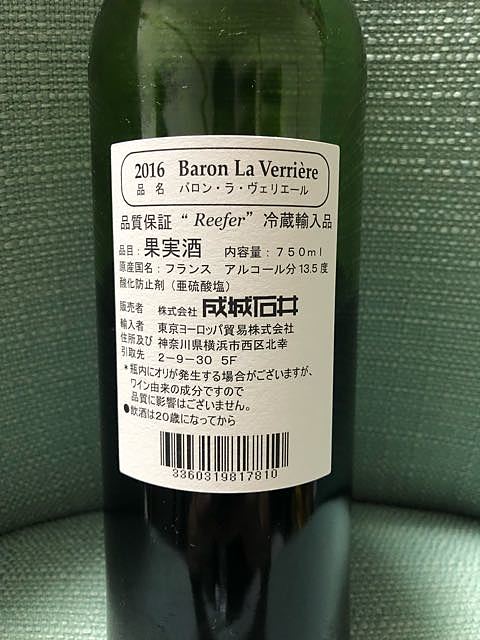 2016 Baron La Verrière
品 名 バロン・ラ・ヴェリエール
品質保証 “ Reefer” 冷蔵輸入品
品目：果実酒 内容量：７５０ml
原産国名：フランス アルコール分13.5度
酸化防止剤（亜硫酸塩）
販売者 株式会社 成城石井
輸入者 東京ヨーロッパ貿易株式会社
住所及び 神奈川県横浜市西区北幸
引取先 2-9-30 5F
＊瓶内にオリが発生する場合がございますが、
ワイン由来の成分ですので
品質に影響はございません。
●飲酒は20歳になってから
3360319817810